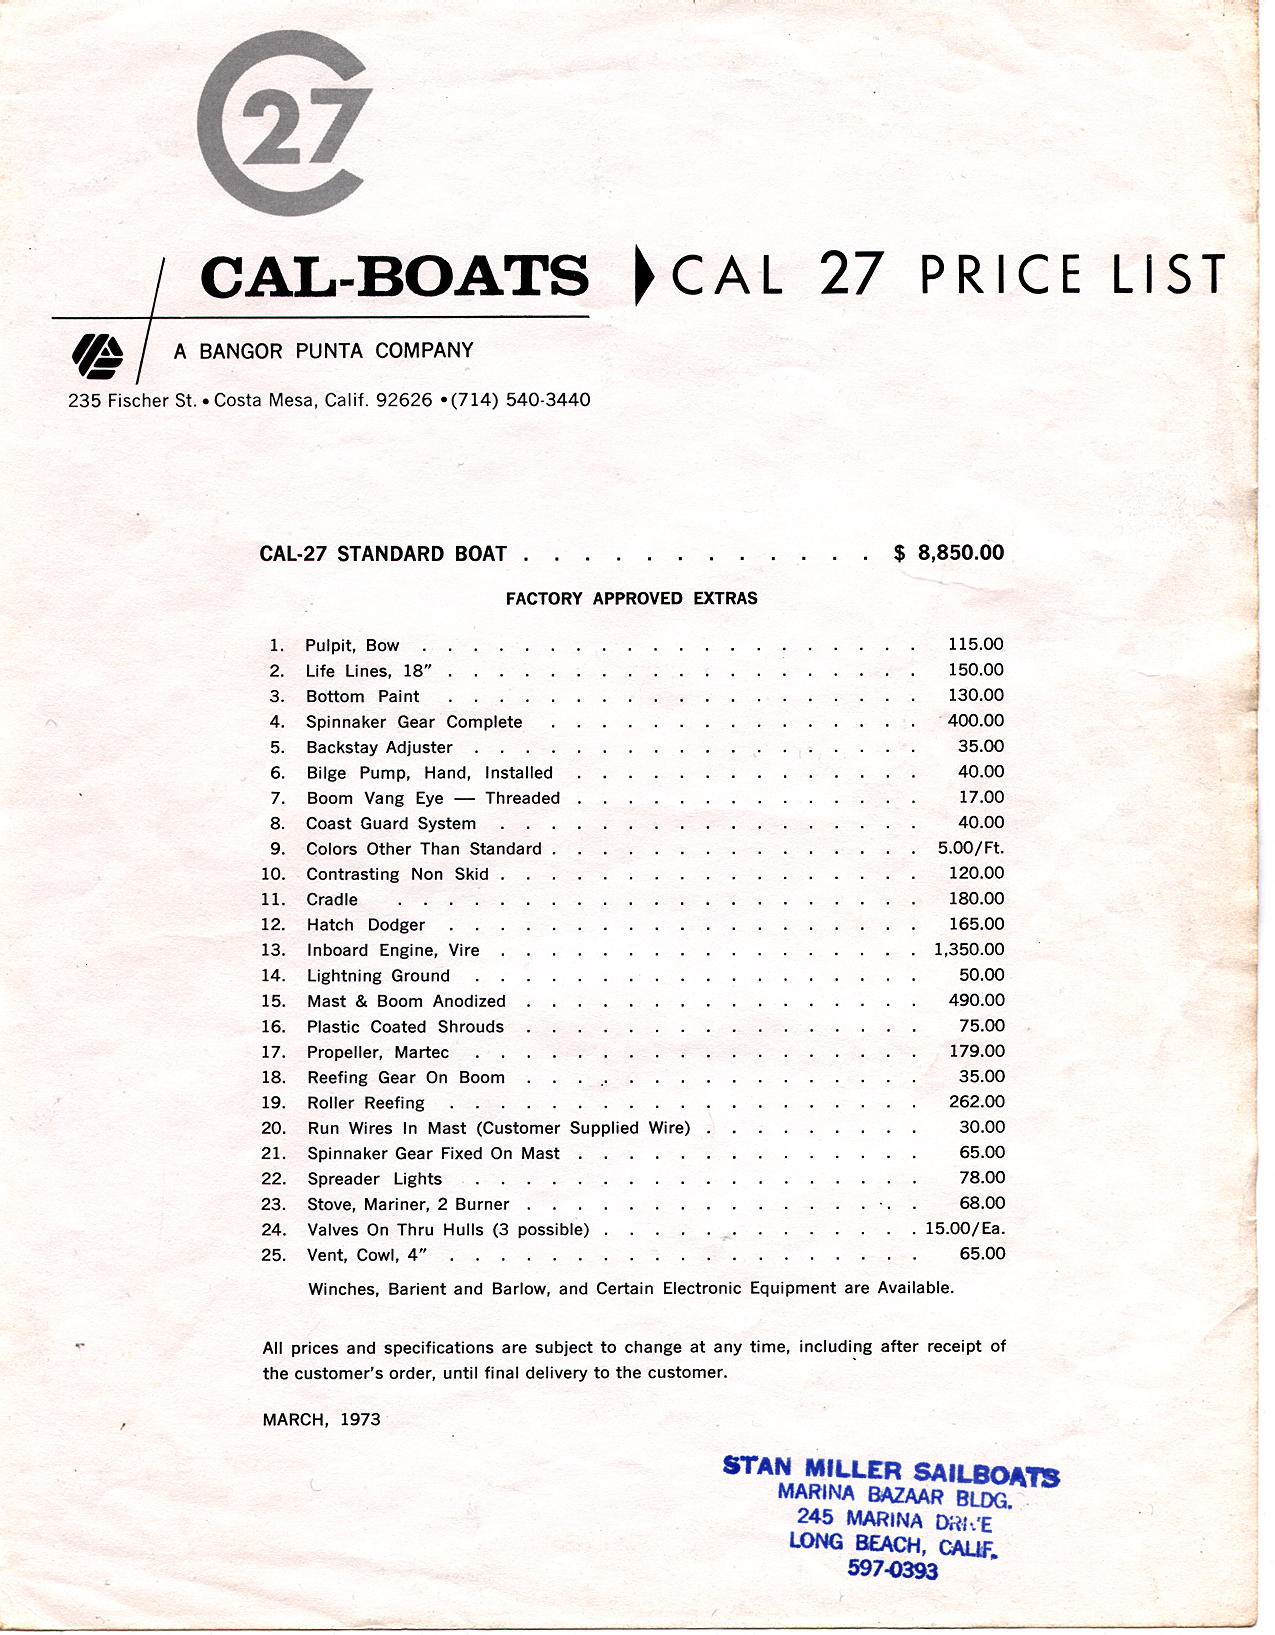 C27
CAL-BOATS
CAL 27 PRICE LIST
A BANGOR PUNTA COMPANY
235 Fischer St. • Costa Mesa, Calif. 92626 • (714) 540-3440
CAL-27 STANDARD BOAT . . . . . . . . . . . . $ 8,850.00
FACTORY APPROVED EXTRAS
1. Pulpit, Bow . . . . . . . . . . . . . . . . . . . . 115.00
2. Life Lines, 18" . . . . . . . . . . . . . . . . . . . 150.00
3. Bottom Paint . . . . . . . . . . . . . . . . . . . 130.00
4. Spinnaker Gear Complete . . . . . . . . . . . . . . . 400.00
5. Backstay Adjuster . . . . . . . . . . . . . . . . . . 35.00
6. Bilge Pump, Hand, Installed . . . . . . . . . . . . . . 40.00
7. Boom Vang Eye — Threaded . . . . . . . . . . . . . . 17.00
8. Coast Guard System . . . . . . . . . . . . . . . . . 40.00
9. Colors Other Than Standard . . . . . . . . . . . . . . . 5.00/Ft.
10. Contrasting Non Skid . . . . . . . . . . . . . . . . . 120.00
11. Cradle . . . . . . . . . . . . . . . . . . . . . 180.00
12. Hatch Dodger . . . . . . . . . . . . . . . . . . . 165.00
13. Inboard Engine, Vire . . . . . . . . . . . . . . . . . 1,350.00
14. Lightning Ground . . . . . . . . . . . . . . . . . . 50.00
15. Mast & Boom Anodized . . . . . . . . . . . . . . . . 490.00
16. Plastic Coated Shrouds . . . . . . . . . . . . . . . . 75.00
17. Propeller, Martec . . . . . . . . . . . . . . . . . . 179.00
18. Reefing Gear On Boom . . . . . . . . . . . . . . . . 35.00
19. Roller Reefing . . . . . . . . . . . . . . . . . . . 262.00
20. Run Wires In Mast (Customer Supplied Wire) . . . . . . . . . 30.00
21. Spinnaker Gear Fixed On Mast . . . . . . . . . . . . . . 65.00
22. Spreader Lights . . . . . . . . . . . . . . . . . . 78.00
23. Stove, Mariner, 2 Burner . . . . . . . . . . . . . . . . 68.00
24. Valves On Thru Hulls (3 possible) . . . . . . . . . . . . . 15.00/Ea.
25. Vent, Cowl, 4" . . . . . . . . . . . . . . . . . . . 65.00
Winches, Barient and Barlow, and Certain Electronic Equipment are Available.
All prices and specifications are subject to change at any time, including after receipt of
the customer's order, until final delivery to the customer.
MARCH, 1973
STAN MILLER SAILBOATS
MARINA BAZAAR BLDG.
245 MARINA DRIVE
LONG BEACH, CALIF.
597-0393